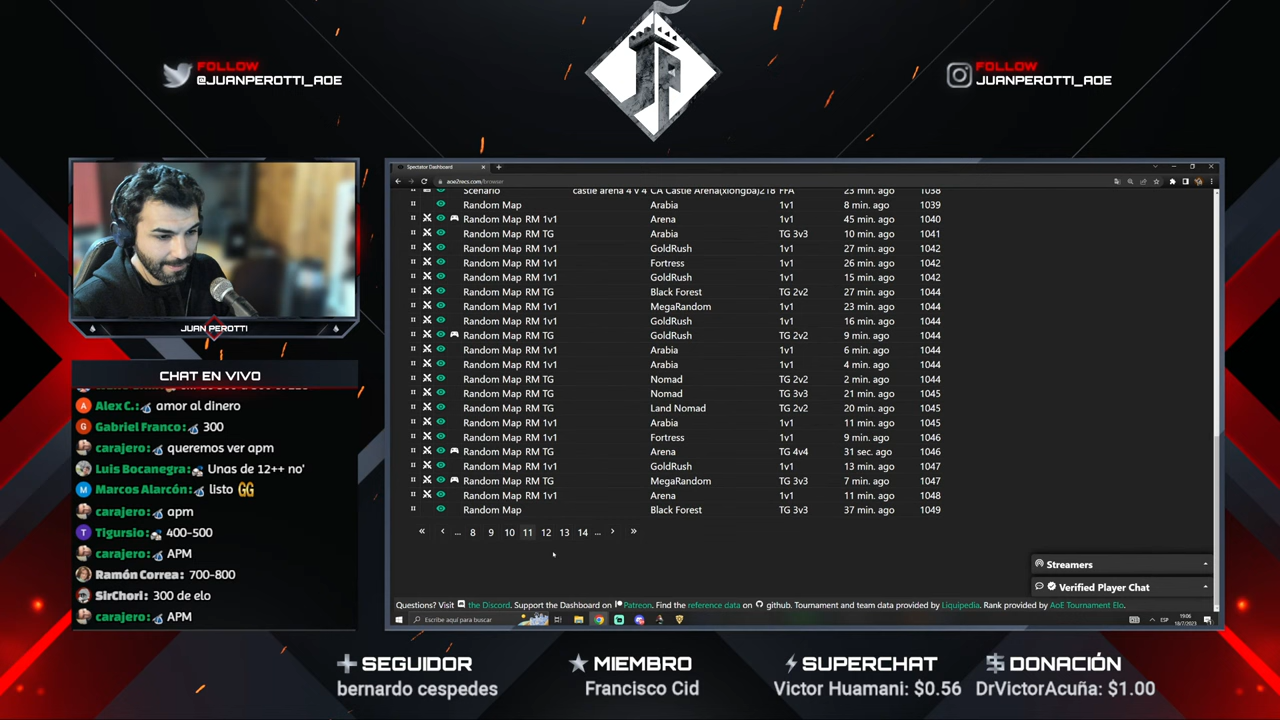 FOLLOW
@JUANPEROTTI_AOE
JP
FOLLOW
JUANPEROTTI_AOE
Spectator Dashboard
aoe2recs.com/browser
Scenario castle arena 4 v 4 CA Castle Arena(xiongba)218 FFA 23 min. ago 1038
Random Map Arabia 1v1 8 min. ago 1039
Random Map RM 1v1 Arena 1v1 45 min. ago 1040
Random Map RM TG Arabia TG 3v3 10 min. ago 1041
Random Map RM 1v1 GoldRush 1v1 27 min. ago 1042
Random Map RM 1v1 Fortress 1v1 26 min. ago 1042
Random Map RM 1v1 GoldRush 1v1 15 min. ago 1042
Random Map RM TG Black Forest TG 2v2 27 min. ago 1044
Random Map RM 1v1 MegaRandom 1v1 23 min. ago 1044
Random Map RM 1v1 GoldRush 1v1 16 min. ago 1044
Random Map RM TG GoldRush TG 2v2 9 min. ago 1044
Random Map RM 1v1 Arabia 1v1 6 min. ago 1044
Random Map RM 1v1 Arabia 1v1 4 min. ago 1044
Random Map RM TG Nomad TG 2v2 2 min. ago 1044
Random Map RM TG Nomad TG 3v3 21 min. ago 1045
Random Map RM TG Land Nomad TG 2v2 20 min. ago 1045
Random Map RM 1v1 Arabia 1v1 11 min. ago 1045
Random Map RM 1v1 Fortress 1v1 9 min. ago 1046
Random Map RM TG Arena TG 4v4 31 sec. ago 1046
Random Map RM 1v1 GoldRush 1v1 13 min. ago 1047
Random Map RM TG MegaRandom TG 3v3 7 min. ago 1047
Random Map RM 1v1 Arena 1v1 11 min. ago 1048
Random Map Black Forest TG 3v3 37 min. ago 1049
« ‹ ... 8 9 10 11 12 13 14 ... › »
Streamers
Verified Player Chat
Questions? Visit the Discord. Support the Dashboard on Patreon. Find the reference data on github. Tournament and team data provided by Liquipedia. Rank provided by AoE Tournament Elo.
Escribe aquí para buscar
ESP
19:06
18/7/2023
JUAN PEROTTI
CHAT EN VIVO
Alex C.: amor al dinero
Gabriel Franco: 300
carajero: queremos ver apm
Luis Bocanegra: Unas de 12++ no'
Marcos Alarcón: listo GG
carajero: apm
Tigursio: 400-500
carajero: APM
Ramón Correa: 700-800
SirChori: 300 de elo
carajero: APM
SEGUIDOR
bernardo cespedes
MIEMBRO
Francisco Cid
SUPERCHAT
Victor Huamani: $0.56
DONACIÓN
DrVictorAcuña: $1.00